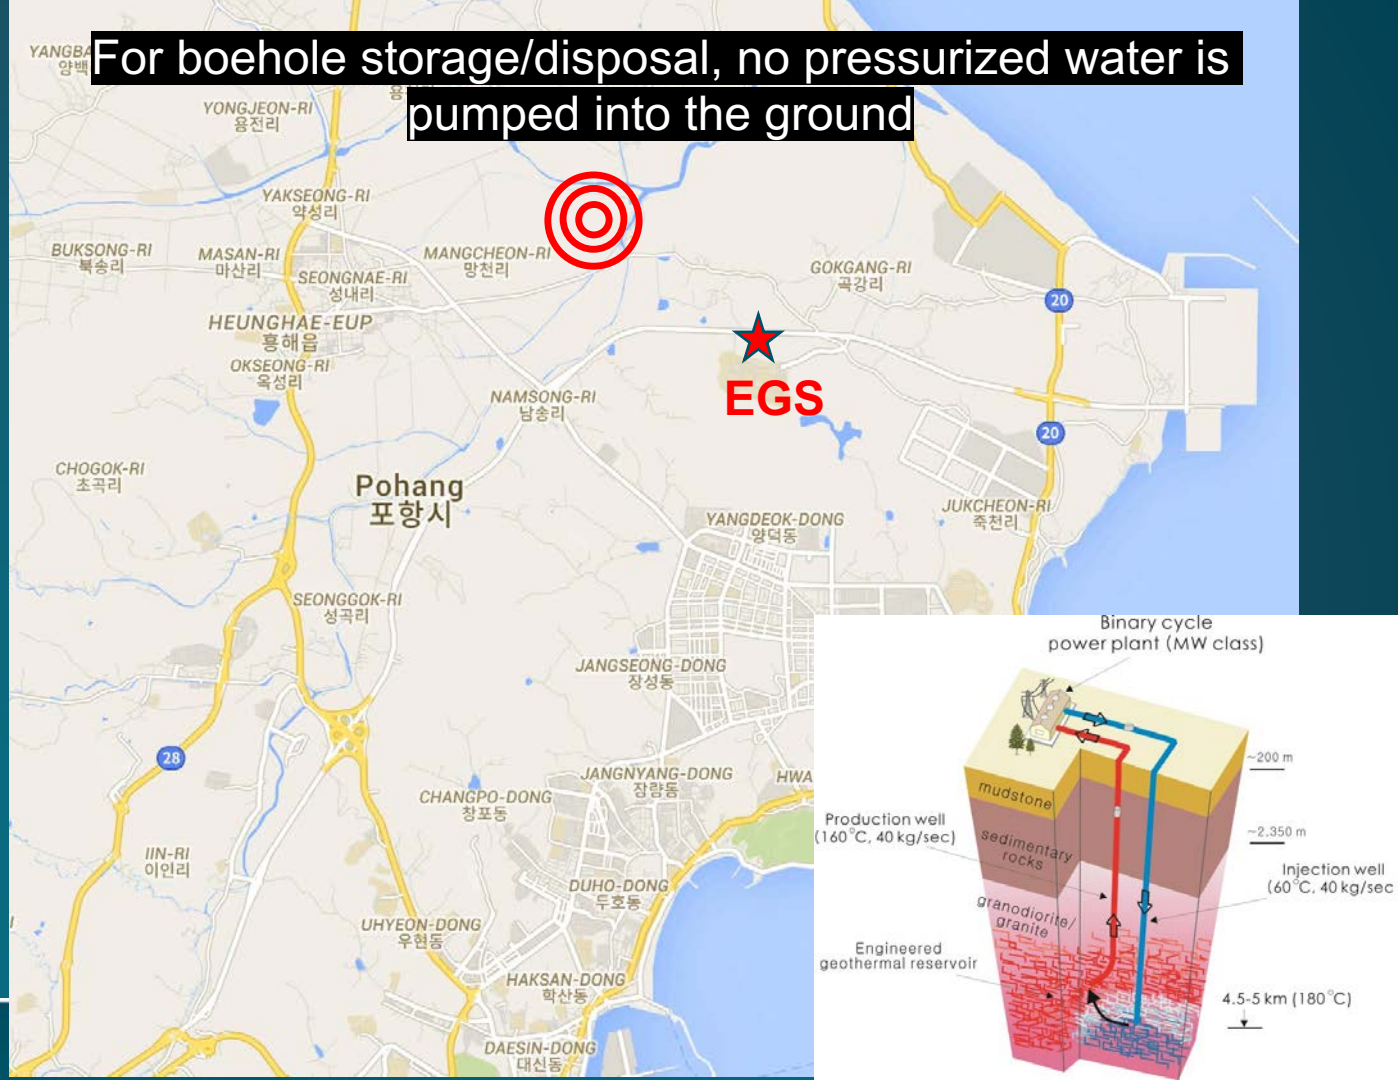 For boehole storage/disposal, no pressurized water is
pumped into the ground
YONGJEON-RI
용전리
YAKSEONG-RI
약성리
BUKSONG-RI
북송리
MASAN-RI
마산리
SEONGNAE-RI
성내리
MANGCHEON-RI
망천리
GOKGANG-RI
곡강리
20
HEUNGHAE-EUP
흥해읍
OKSEONG-RI
옥성리
EGS
NAMSONG-RI
남송리
20
CHOGOK-RI
초곡리
Pohang
포항시
JUKCHEON-RI
죽천리
YANGDEOK-DONG
양덕동
SEONGGOK-RI
성곡리
JANGSEONG-DONG
장성동
28
JANGNYANG-DONG
장량동
HWA
CHANGPO-DONG
창포동
IIN-RI
이인리
DUHO-DONG
두호동
UHYEON-DONG
우현동
HAKSAN-DONG
학산동
DAESIN-DONG
대신동
Binary cycle
power plant (MW class)
~200 m
mudstone
Production well
(160°C, 40 kg/sec)
sedimentary
rocks
~2.350 m
Injection well
(60°C, 40 kg/sec
granodiorite/
granite
Engineered
geothermal reservoir
4.5-5 km (180°C)